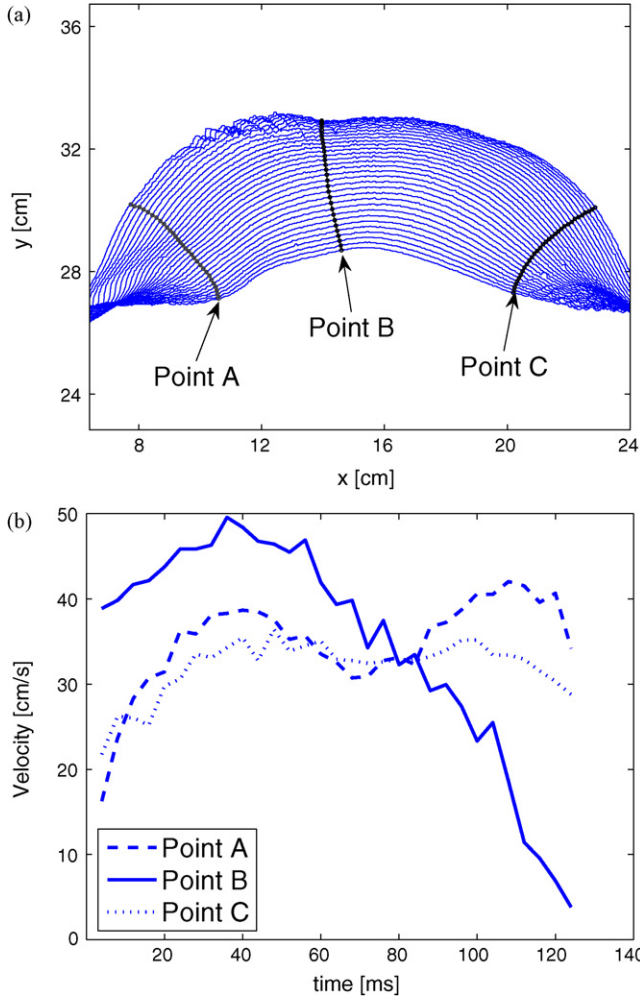 (a)
36
32
28
24
y [cm]
Point A
Point B
Point C
8
12
16
20
24
x [cm]
(b)
50
40
30
20
10
0
Velocity [cm/s]
Point A
Point B
Point C
20
40
60
80
100
120
140
time [ms]